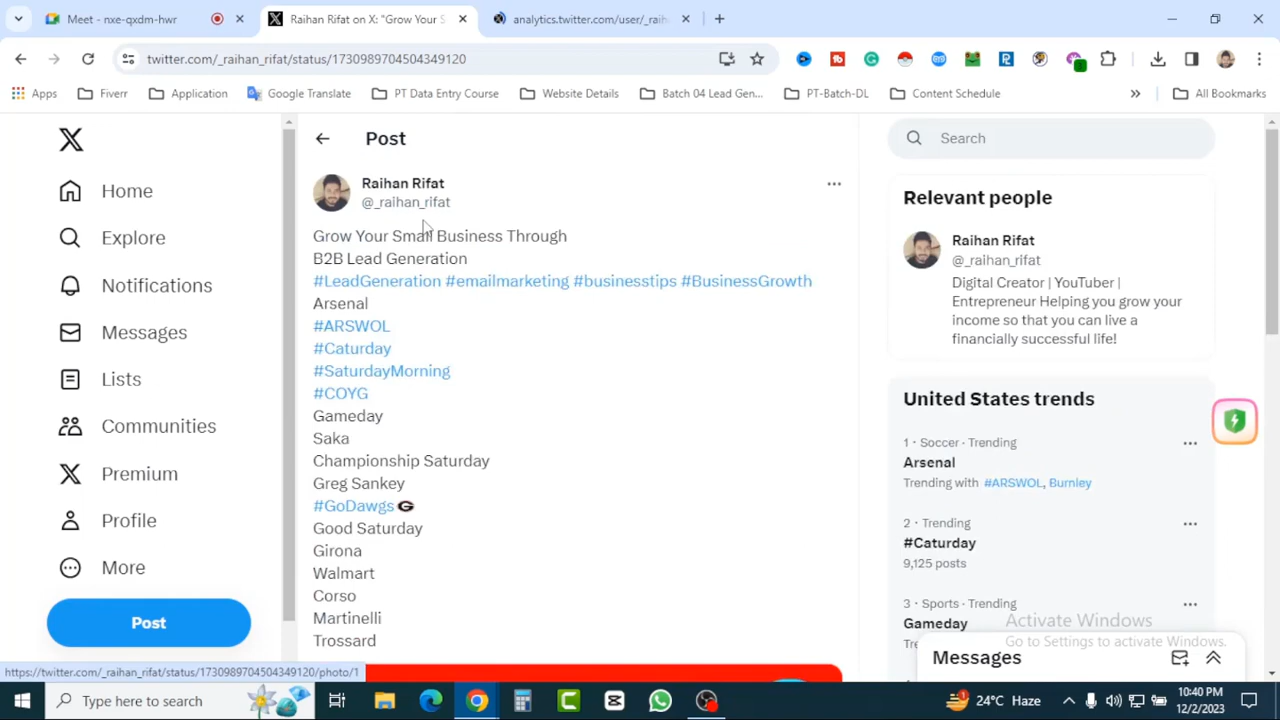 Meet - nxe-qxdm-hwr
Raihan Rifat on X: "Grow Your S
analytics.twitter.com/user/_raih
twitter.com/_raihan_rifat/status/1730989704504349120
Apps
Fiverr
Application
Google Translate
PT Data Entry Course
Website Details
Batch 04 Lead Gen...
PT-Batch-DL
Content Schedule
All Bookmarks
Home
Explore
Notifications
Messages
Lists
Communities
Premium
Profile
More
Post
Post
Raihan Rifat
@_raihan_rifat
Grow Your Small Business Through
B2B Lead Generation
#LeadGeneration #emailmarketing #businesstips #BusinessGrowth
Arsenal
#ARSWOL
#Caturday
#SaturdayMorning
#COYG
Gameday
Saka
Championship Saturday
Greg Sankey
#GoDawgs
Good Saturday
Girona
Walmart
Corso
Martinelli
Trossard
Search
Relevant people
Raihan Rifat
@_raihan_rifat
Digital Creator | YouTuber |
Entrepreneur Helping you grow your
income so that you can live a
financially successful life!
United States trends
1 · Soccer · Trending
Arsenal
Trending with #ARSWOL, Burnley
2 · Trending
#Caturday
9,125 posts
3 · Sports · Trending
Gameday
Activate Windows
Go to Settings to activate Windows.
Messages
https://twitter.com/_raihan_rifat/status/1730989704504349120/photo/1
Type here to search
24°C Haze
10:40 PM
12/2/2023